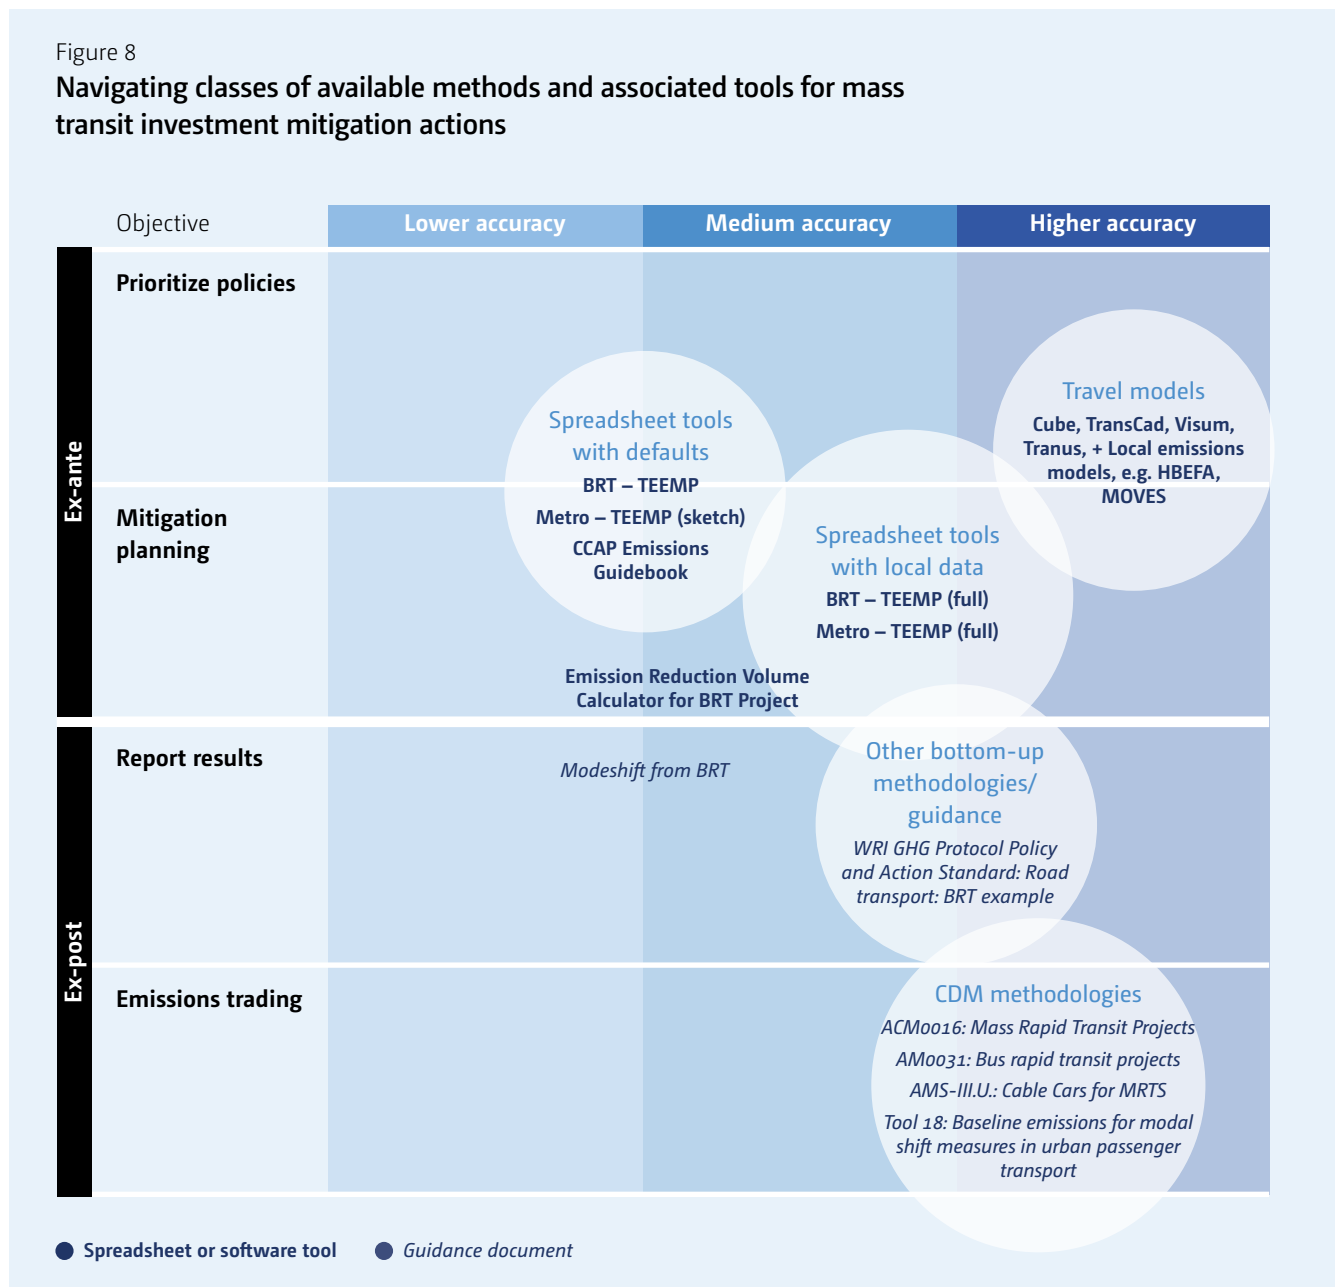 Figure 8
Navigating classes of available methods and associated tools for mass
transit investment mitigation actions
Objective
Lower accuracy
Medium accuracy
Higher accuracy
Ex-ante
Prioritize policies
Travel models
Cube, TransCad, Visum,
Tranus, + Local emissions
models, e.g. HBEFA,
MOVES
Spreadsheet tools
with defaults
BRT – TEEMP
Metro – TEEMP (sketch)
CCAP Emissions
Guidebook
Mitigation
planning
Spreadsheet tools
with local data
BRT – TEEMP (full)
Metro – TEEMP (full)
Emission Reduction Volume
Calculator for BRT Project
Ex-post
Report results
Modeshift from BRT
Other bottom-up
methodologies/
guidance
WRI GHG Protocol Policy
and Action Standard: Road
transport: BRT example
Emissions trading
CDM methodologies
ACM0016: Mass Rapid Transit Projects
AM0031: Bus rapid transit projects
AMS-III.U.: Cable Cars for MRTS
Tool 18: Baseline emissions for modal
shift measures in urban passenger
transport
Spreadsheet or software tool
Guidance document